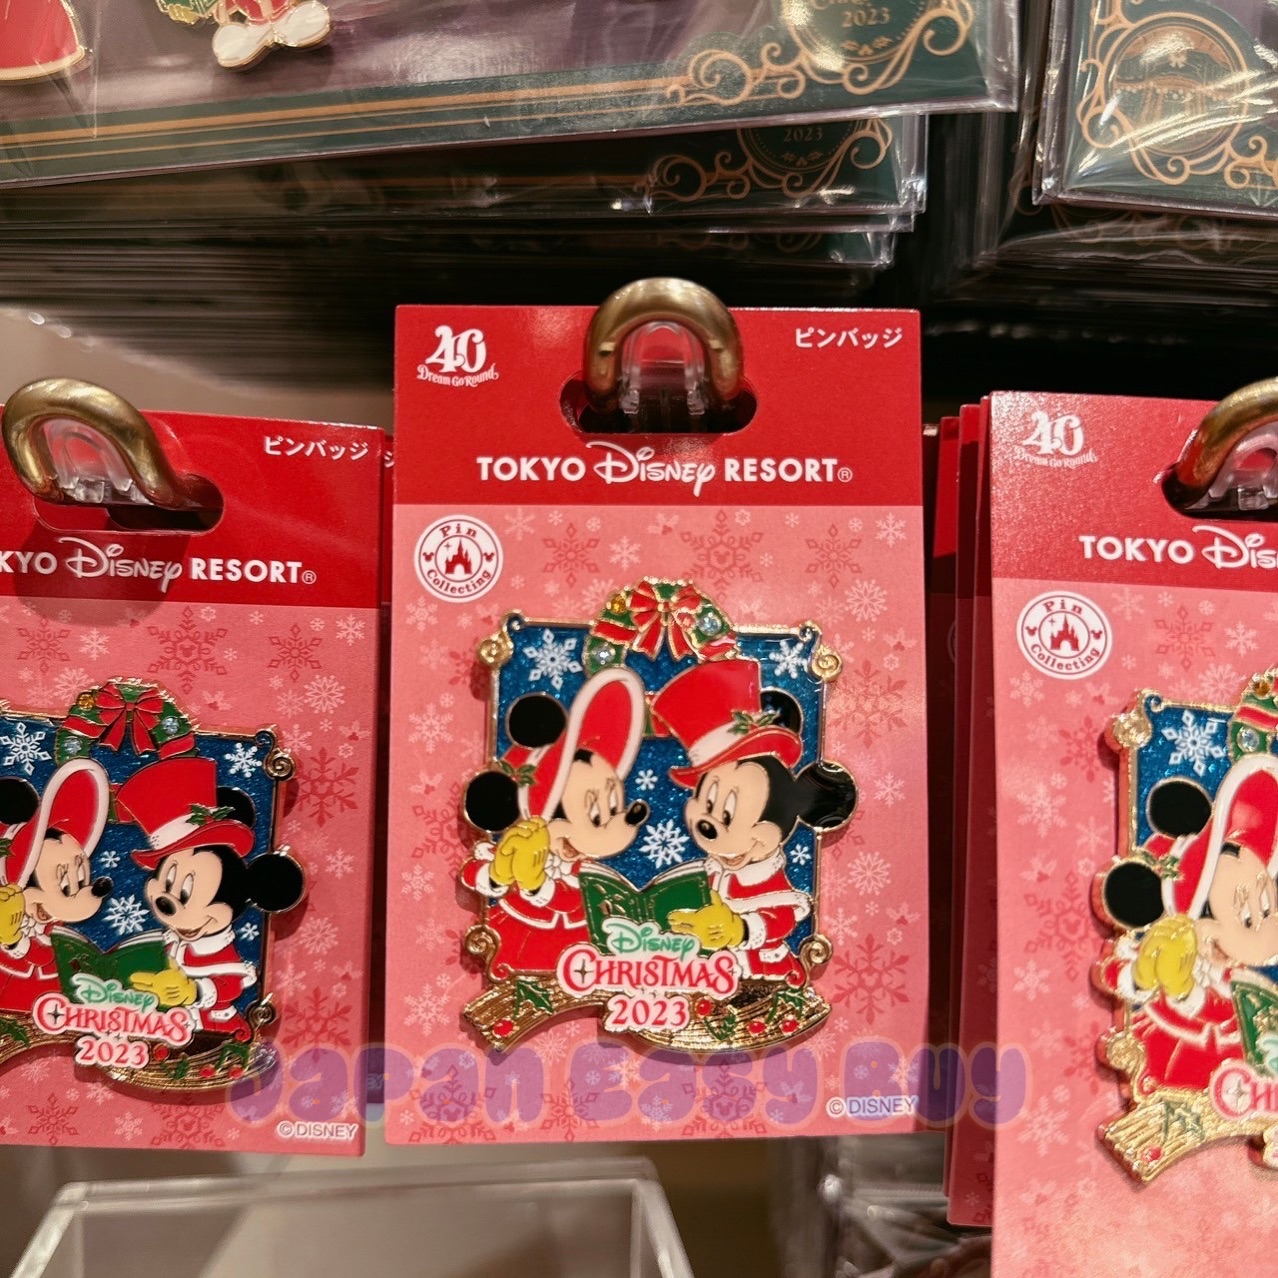 2023
2023
40
Dream Go Round
ピンバッジ
TOKYO Disney RESORT®
Pin
Collecting
Disney
CHRISTMAS
2023
©DISNEY
ピンバッジ
KYO Disney RESORT®
Disney
CHRISTMAS
2023
©DISNEY
40
Dream Go Round
TOKYO
Pin
Collecting
Japan Easy Buy